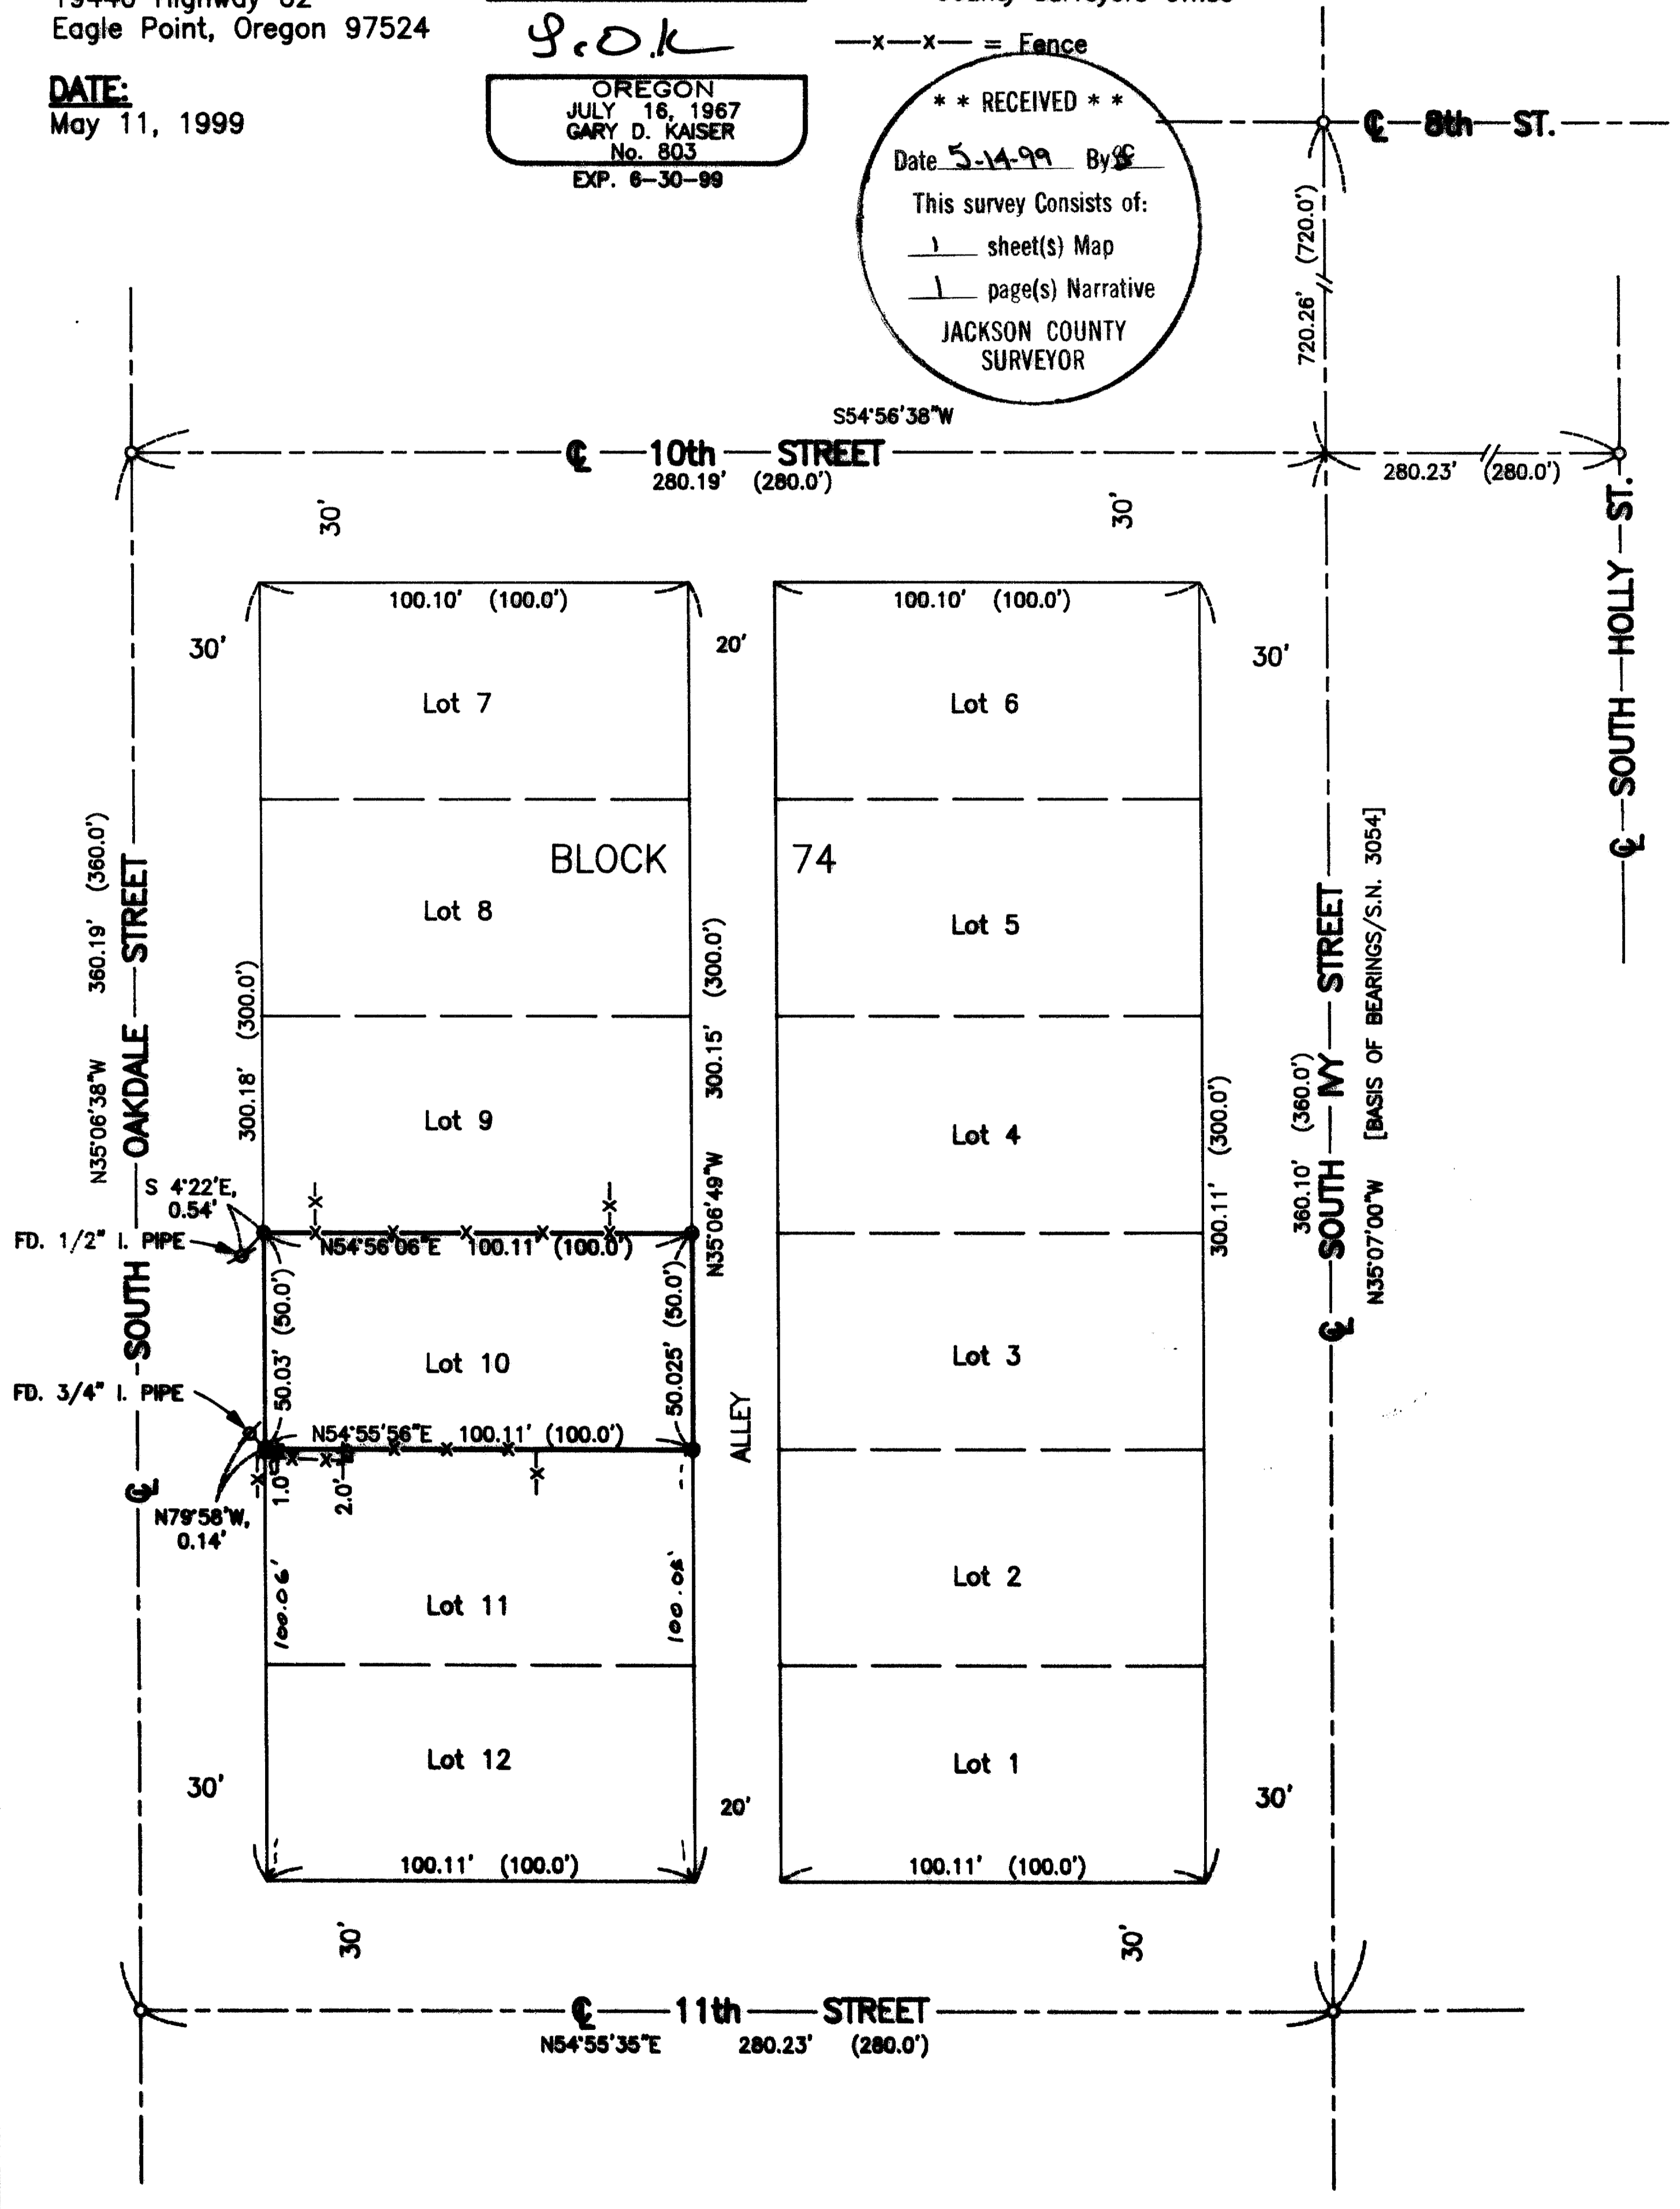 Eagle Point, Oregon 97524
DATE:
May 11, 1999
OREGON
JULY 16, 1967
GARY D. KAISER
No. 803
EXP. 6-30-99
—x—x— = Fence
* * RECEIVED * *
Date 5-14-99 By
This survey Consists of:
1 sheet(s) Map
1 page(s) Narrative
JACKSON COUNTY
SURVEYOR
℄ 8th ST.
720.26' (720.0')
S54°56'38"W
℄ 10th STREET
280.19' (280.0')
280.23' (280.0')
30'
30'
℄ SOUTH HOLLY ST.
100.10' (100.0')
100.10' (100.0')
30'
20'
30'
Lot 7
Lot 6
BLOCK 74
Lot 8
Lot 5
N35°06'38"W 360.19' (360.0')
℄ SOUTH OAKDALE STREET
300.18' (300.0')
N35°06'49"W 300.15' (300.0')
300.11' (300.0')
360.10' (360.0')
℄ SOUTH IVY STREET
N35°07'00"W [BASIS OF BEARINGS/S.N. 3054]
Lot 9
Lot 4
S 4°22'E,
0.54'
FD. 1/2" I. PIPE
N54°56'06"E 100.11' (100.0')
50.03' (50.0')
50.025' (50.0')
Lot 10
Lot 3
FD. 3/4" I. PIPE
N54°55'56"E 100.11' (100.0')
ALLEY
1.0'
2.0'
N79°58'W,
0.14'
100.06'
Lot 11
Lot 2
Lot 12
Lot 1
30'
20'
30'
100.11' (100.0')
100.11' (100.0')
30'
30'
℄ 11th STREET
N54°55'35"E 280.23' (280.0')